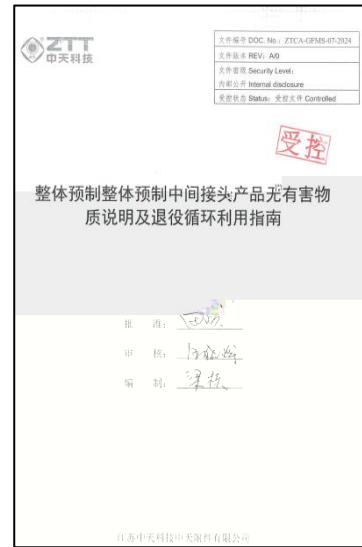 ZTT
中天科技
文件编号 DOC. No.: ZTCA-GFMS-07-2024
文件版本 REV: A/0
文件密级 Security Level:
内部公开 Internal disclosure
受控状态 Status: 受控文件 Controlled
受控
整体预制整体预制中间接头产品无有害物
质说明及退役循环利用指南
批 准:
审 核:
编 制:
江苏中天科技中天附件有限公司